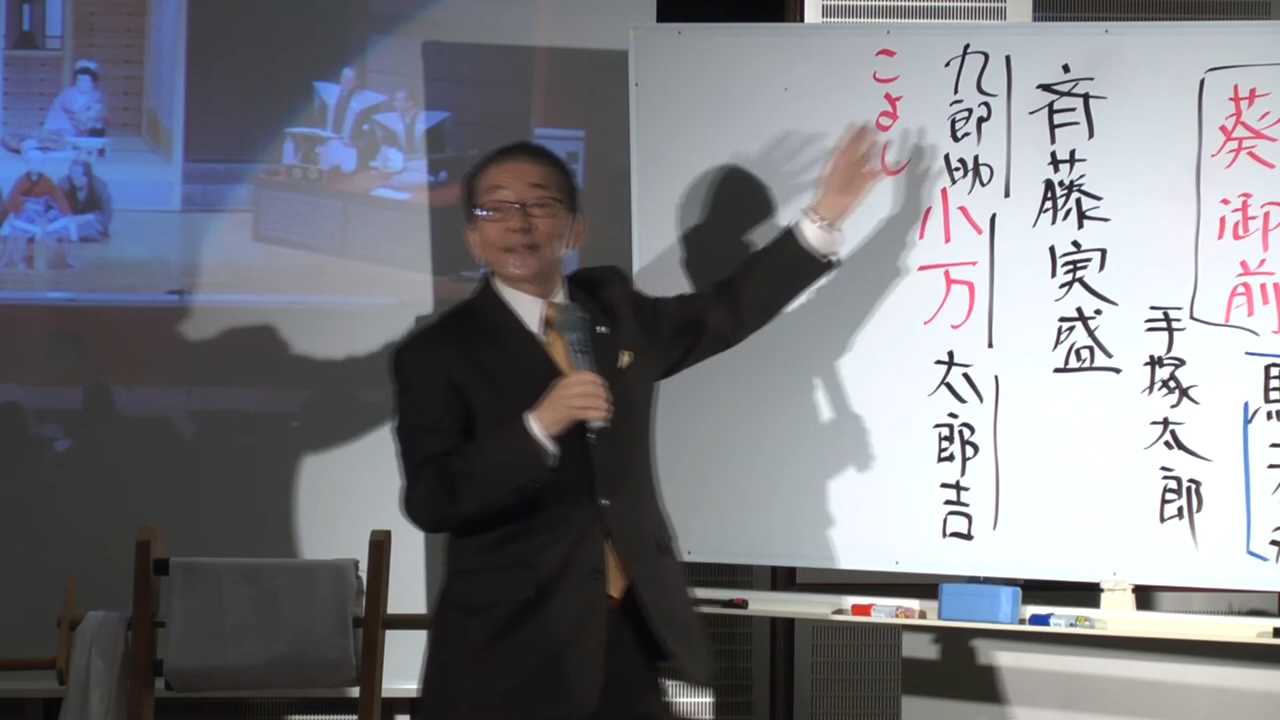 葵御前
手塚太郎
斉藤実盛
九郎助
小万
太郎吉
こよし